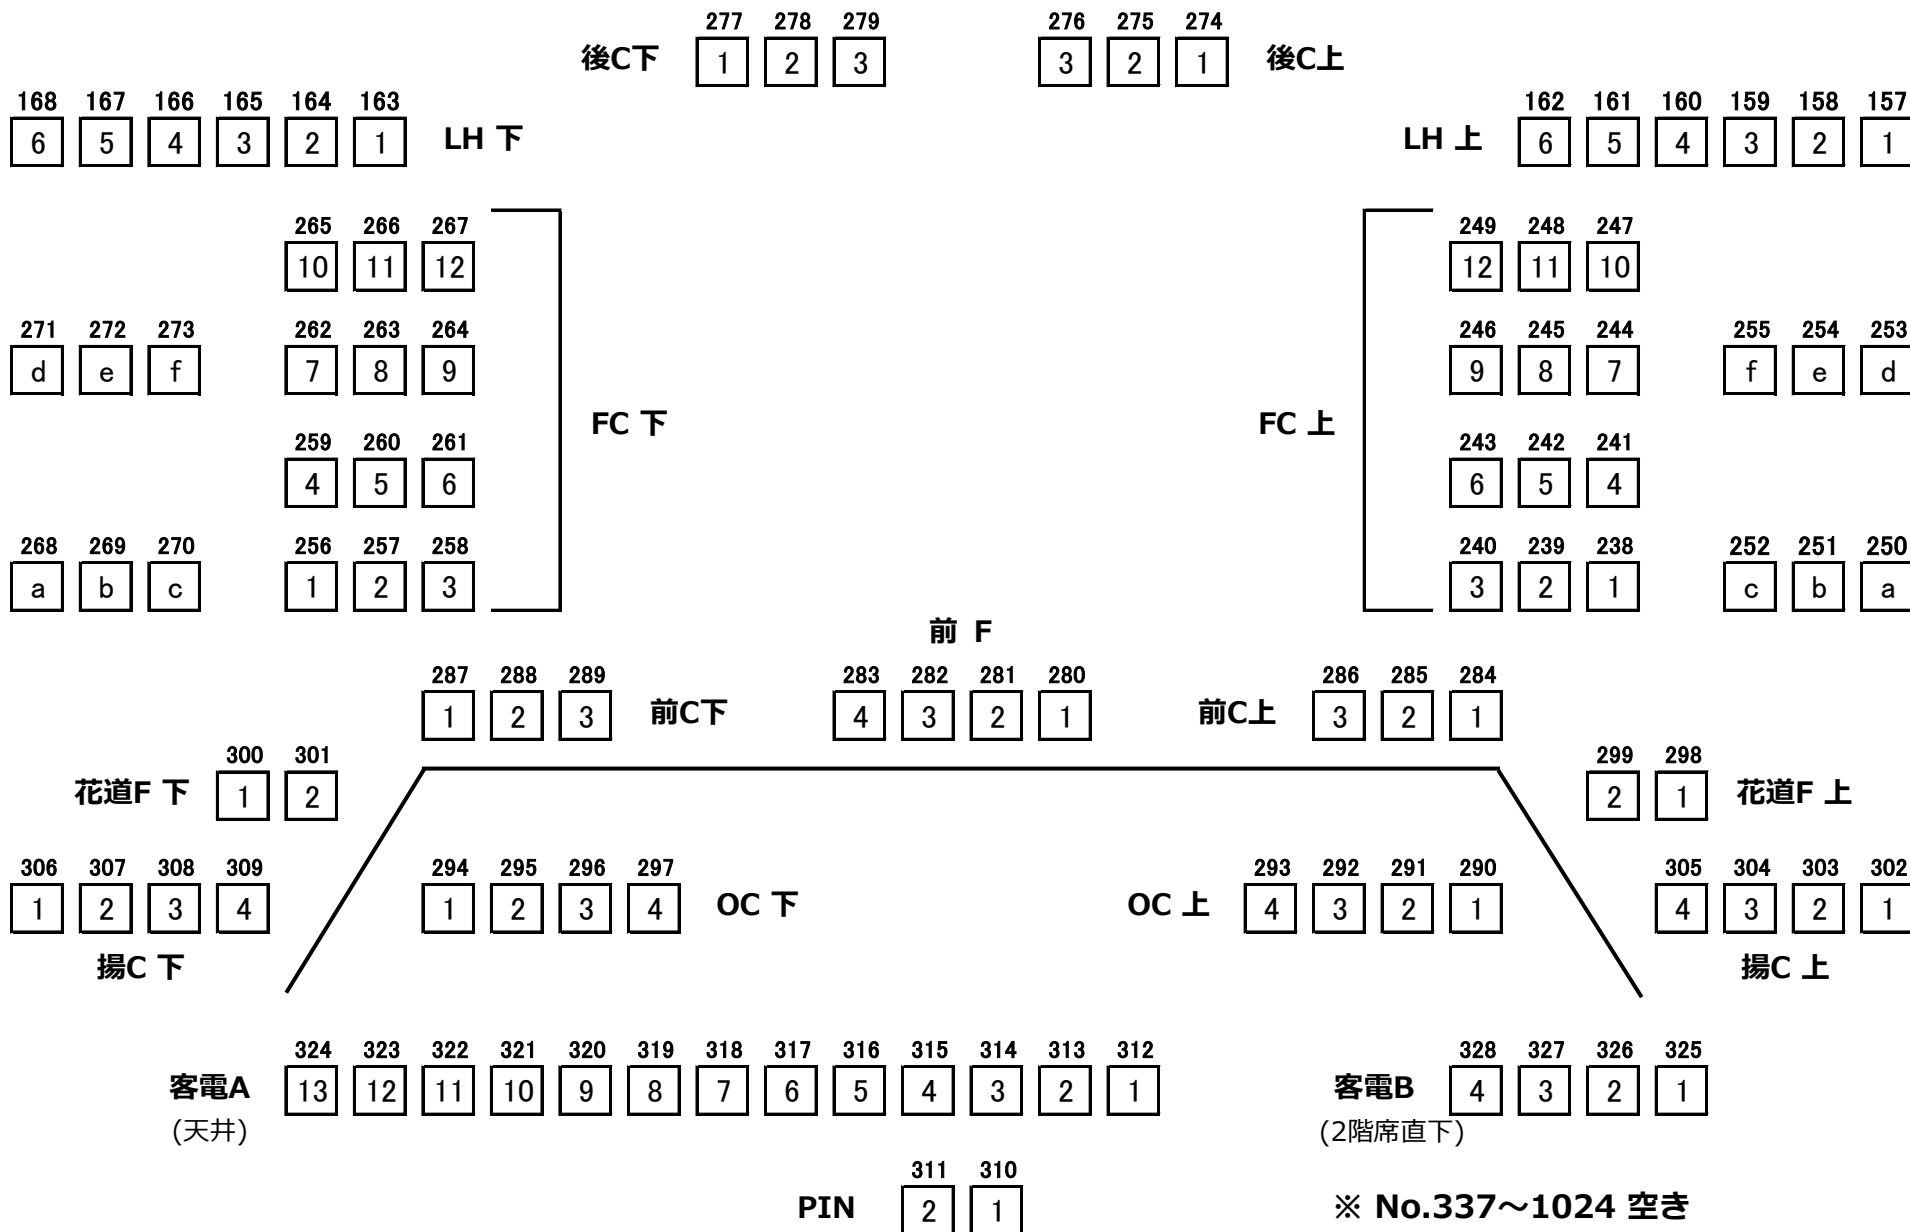 277 278 279 276 275 274
後C下 1 2 3 3 2 1 後C上
168 167 166 165 164 163 162 161 160 159 158 157
6 5 4 3 2 1 LH 下 LH 上 6 5 4 3 2 1
265 266 267 249 248 247
10 11 12 12 11 10
271 272 273 262 263 264 246 245 244 255 254 253
d e f 7 8 9 9 8 7 f e d
FC 下 FC 上
259 260 261 243 242 241
4 5 6 6 5 4
268 269 270 256 257 258 240 239 238 252 251 250
a b c 1 2 3 3 2 1 c b a
前 F
287 288 289 283 282 281 280 286 285 284
1 2 3 前C下 4 3 2 1 前C上 3 2 1
300 301 299 298
花道F 下 1 2 2 1 花道F 上
306 307 308 309 294 295 296 297 293 292 291 290 305 304 303 302
1 2 3 4 1 2 3 4 OC 下 OC 上 4 3 2 1 4 3 2 1
揚C 下 揚C 上
324 323 322 321 320 319 318 317 316 315 314 313 312 328 327 326 325
客電A 13 12 11 10 9 8 7 6 5 4 3 2 1 客電B 4 3 2 1
(天井) (2階席直下)
311 310
PIN 2 1 ※ No.337～1024 空き